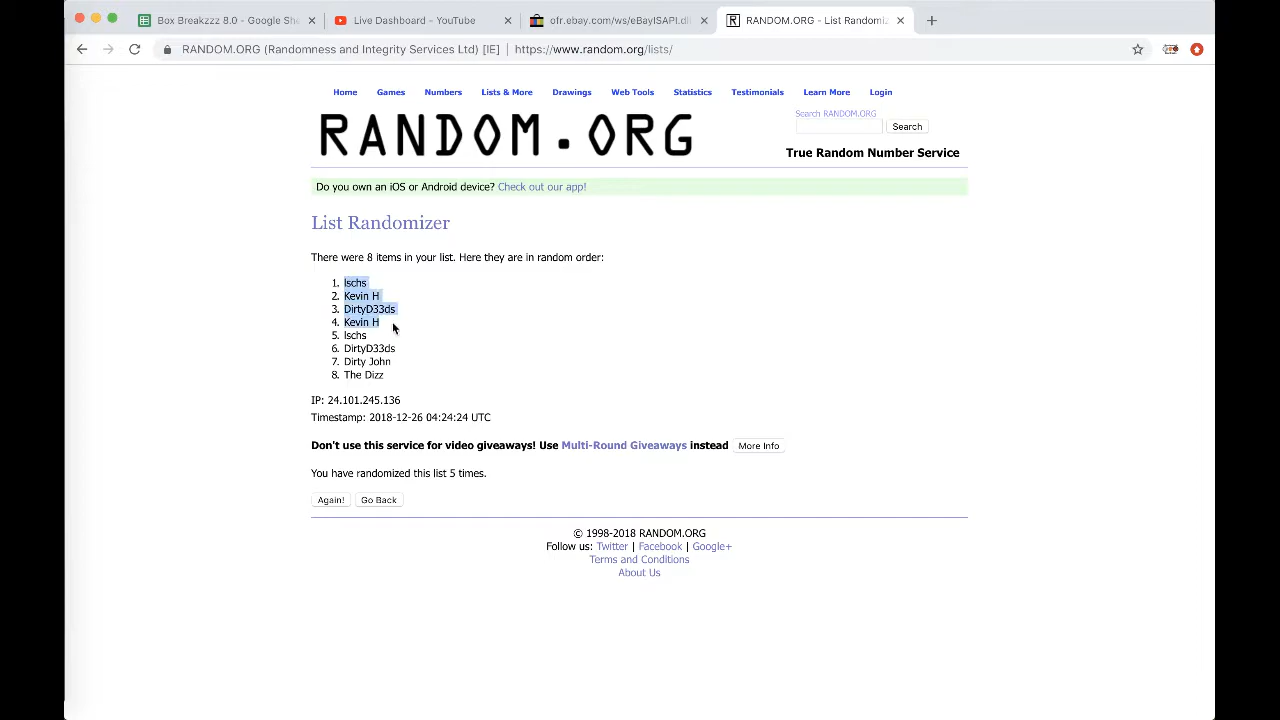 Box Breakzzz 8.0 - Google She
Live Dashboard - YouTube
ofr.ebay.com/ws/eBayISAPI.dll
RANDOM.ORG - List Randomiz
RANDOM.ORG (Randomness and Integrity Services Ltd) [IE] | https://www.random.org/lists/
Home Games Numbers Lists & More Drawings Web Tools Statistics Testimonials Learn More Login
RANDOM.ORG
Search RANDOM.ORG
Search
True Random Number Service
Do you own an iOS or Android device? Check out our app!
List Randomizer
There were 8 items in your list. Here they are in random order:
1. lschs
2. Kevin H
3. DirtyD33ds
4. Kevin H
5. lschs
6. DirtyD33ds
7. Dirty John
8. The Dizz
IP: 24.101.245.136
Timestamp: 2018-12-26 04:24:24 UTC
Don't use this service for video giveaways! Use Multi-Round Giveaways instead More Info
You have randomized this list 5 times.
Again! Go Back
© 1998-2018 RANDOM.ORG
Follow us: Twitter | Facebook | Google+
Terms and Conditions
About Us